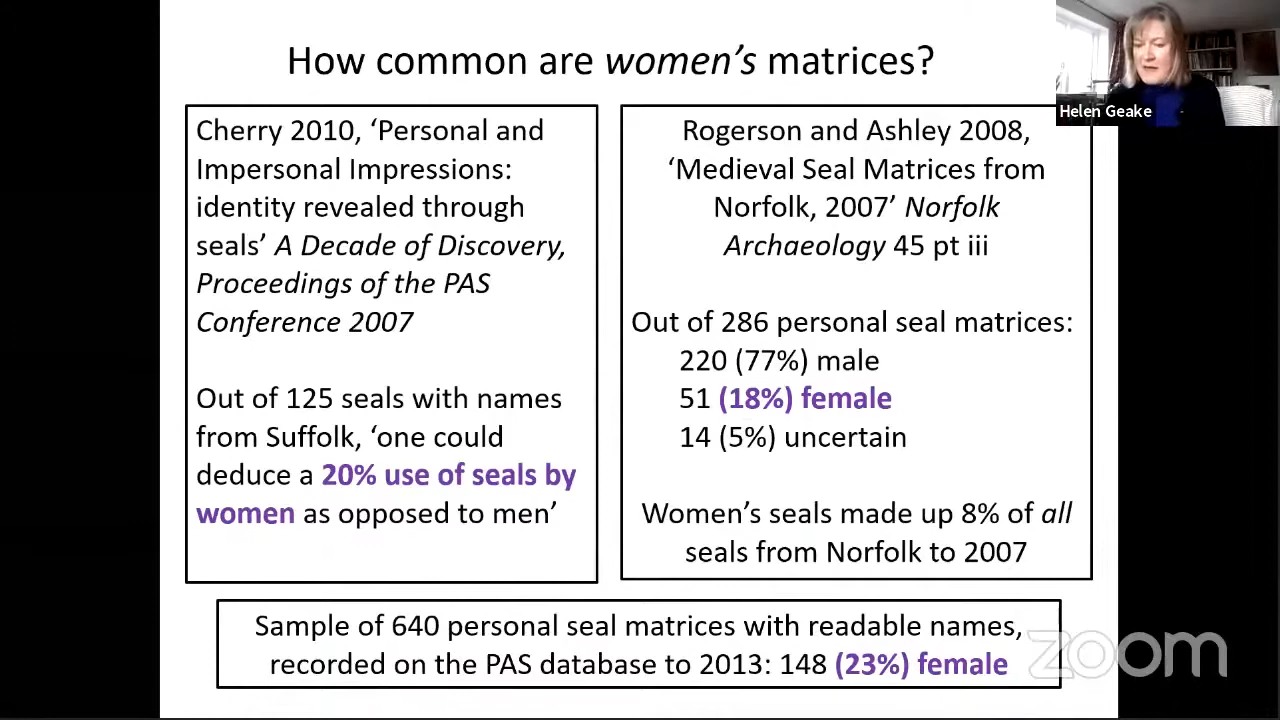 How common are women's matrices?
Helen Geake
Cherry 2010, ‘Personal and
Impersonal Impressions:
identity revealed through
seals’ A Decade of Discovery,
Proceedings of the PAS
Conference 2007
Out of 125 seals with names
from Suffolk, ‘one could
deduce a 20% use of seals by
women as opposed to men’
Rogerson and Ashley 2008,
‘Medieval Seal Matrices from
Norfolk, 2007’ Norfolk
Archaeology 45 pt iii
Out of 286 personal seal matrices:
220 (77%) male
51 (18%) female
14 (5%) uncertain
Women’s seals made up 8% of all
seals from Norfolk to 2007
Sample of 640 personal seal matrices with readable names,
recorded on the PAS database to 2013: 148 (23%) female
zoom